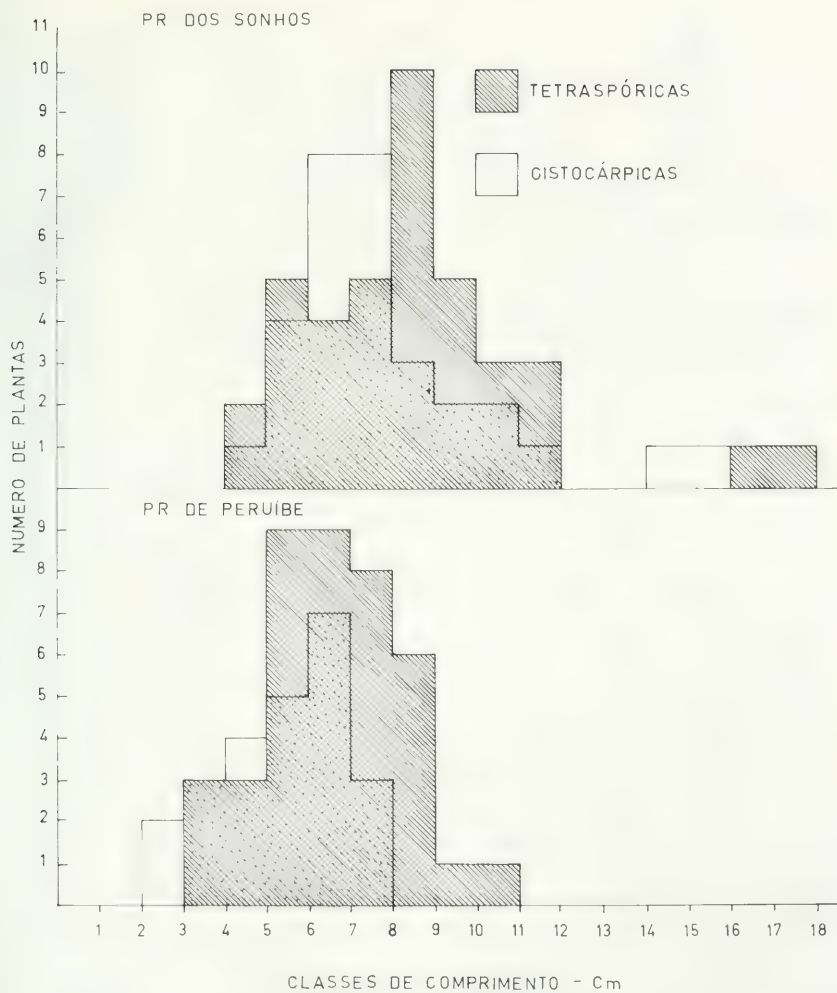 PR DOS SONHOS
11
10
9
8
7
6
5
4
3
2
1
TETRASPÓRICAS
CISTOCÁRPICAS
NUMERO DE PLANTAS
PR DE PERUÍBE
9
8
7
6
5
4
3
2
1
1 2 3 4 5 6 7 8 9 10 11 12 13 14 15 16 17 18
CLASSES DE COMPRIMENTO - Cm